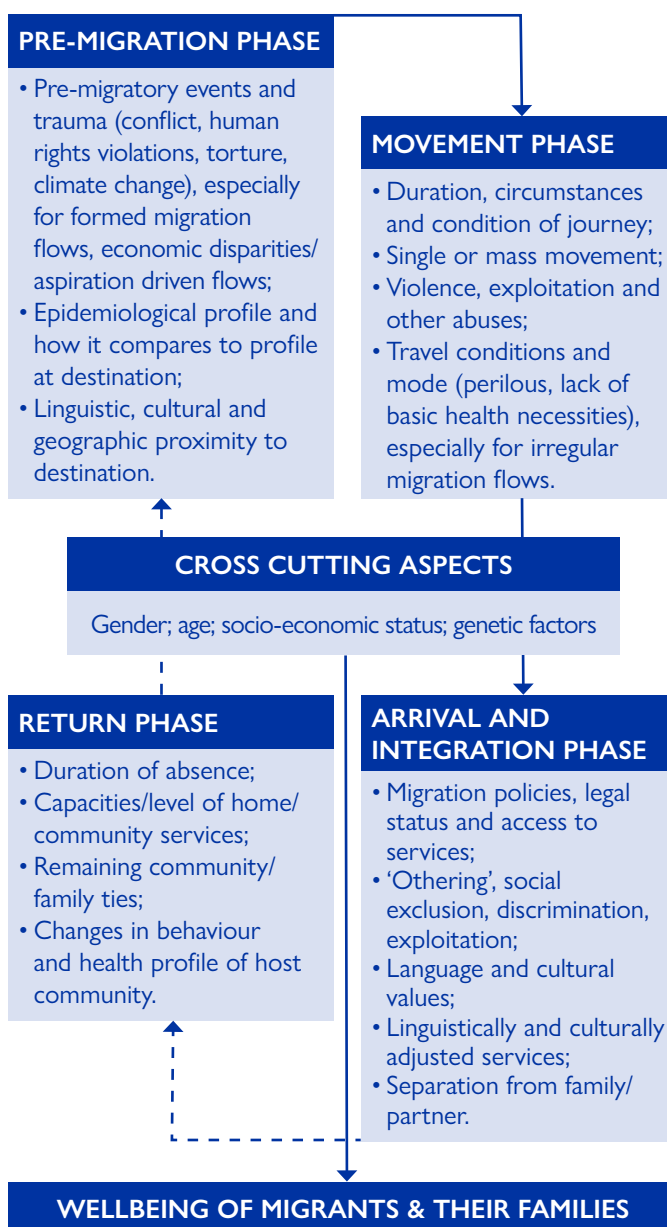 PRE-MIGRATION PHASE
• Pre-migratory events and
trauma (conflict, human
rights violations, torture,
climate change), especially
for formed migration
flows, economic disparities/
aspiration driven flows;
• Epidemiological profile and
how it compares to profile
at destination;
• Linguistic, cultural and
geographic proximity to
destination.
MOVEMENT PHASE
• Duration, circumstances
and condition of journey;
• Single or mass movement;
• Violence, exploitation and
other abuses;
• Travel conditions and
mode (perilous, lack of
basic health necessities),
especially for irregular
migration flows.
CROSS CUTTING ASPECTS
Gender; age; socio-economic status; genetic factors
RETURN PHASE
• Duration of absence;
• Capacities/level of home/
community services;
• Remaining community/
family ties;
• Changes in behaviour
and health profile of host
community.
ARRIVAL AND
INTEGRATION PHASE
• Migration policies, legal
status and access to
services;
• ‘Othering’, social
exclusion, discrimination,
exploitation;
• Language and cultural
values;
• Linguistically and culturally
adjusted services;
• Separation from family/
partner.
WELLBEING OF MIGRANTS & THEIR FAMILIES